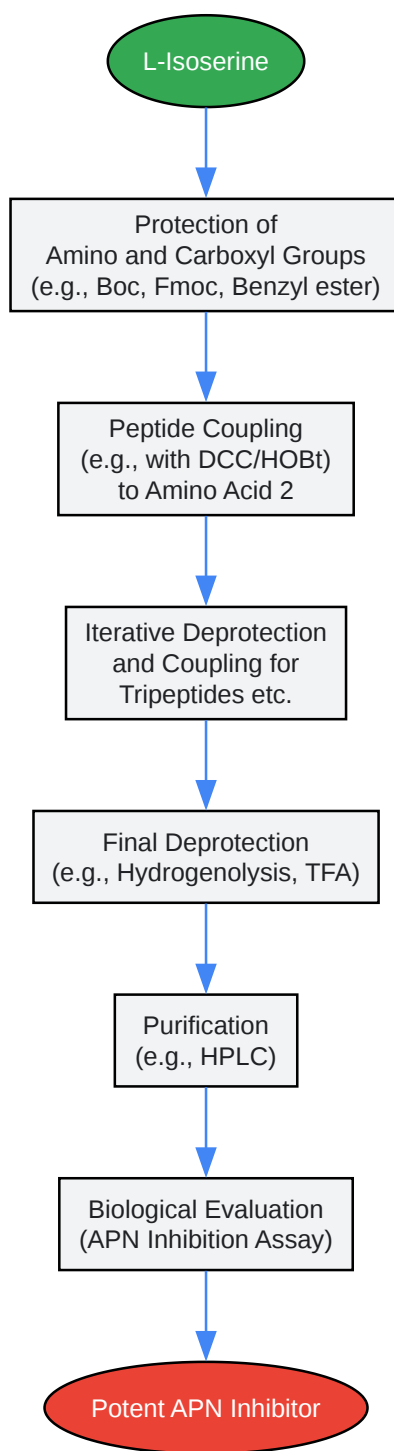 L-Isoserine
Protection of
Amino and Carboxyl Groups
(e.g., Boc, Fmoc, Benzyl ester)
Peptide Coupling
(e.g., with DCC/HOBt)
to Amino Acid 2
Iterative Deprotection
and Coupling for
Tripeptides etc.
Final Deprotection
(e.g., Hydrogenolysis, TFA)
Purification
(e.g., HPLC)
Biological Evaluation
(APN Inhibition Assay)
Potent APN Inhibitor